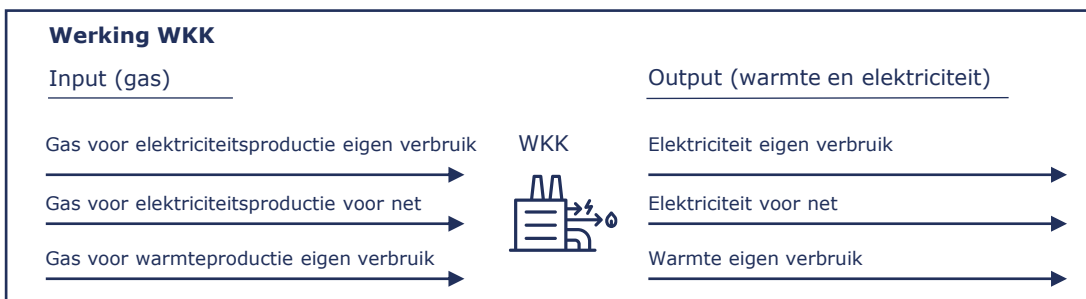 Werking WKK
Input (gas)
Output (warmte en elektriciteit)
Gas voor elektriciteitsproductie eigen verbruik
WKK
Elektriciteit eigen verbruik
Gas voor elektriciteitsproductie voor net
Elektriciteit voor net
Gas voor warmteproductie eigen verbruik
Warmte eigen verbruik